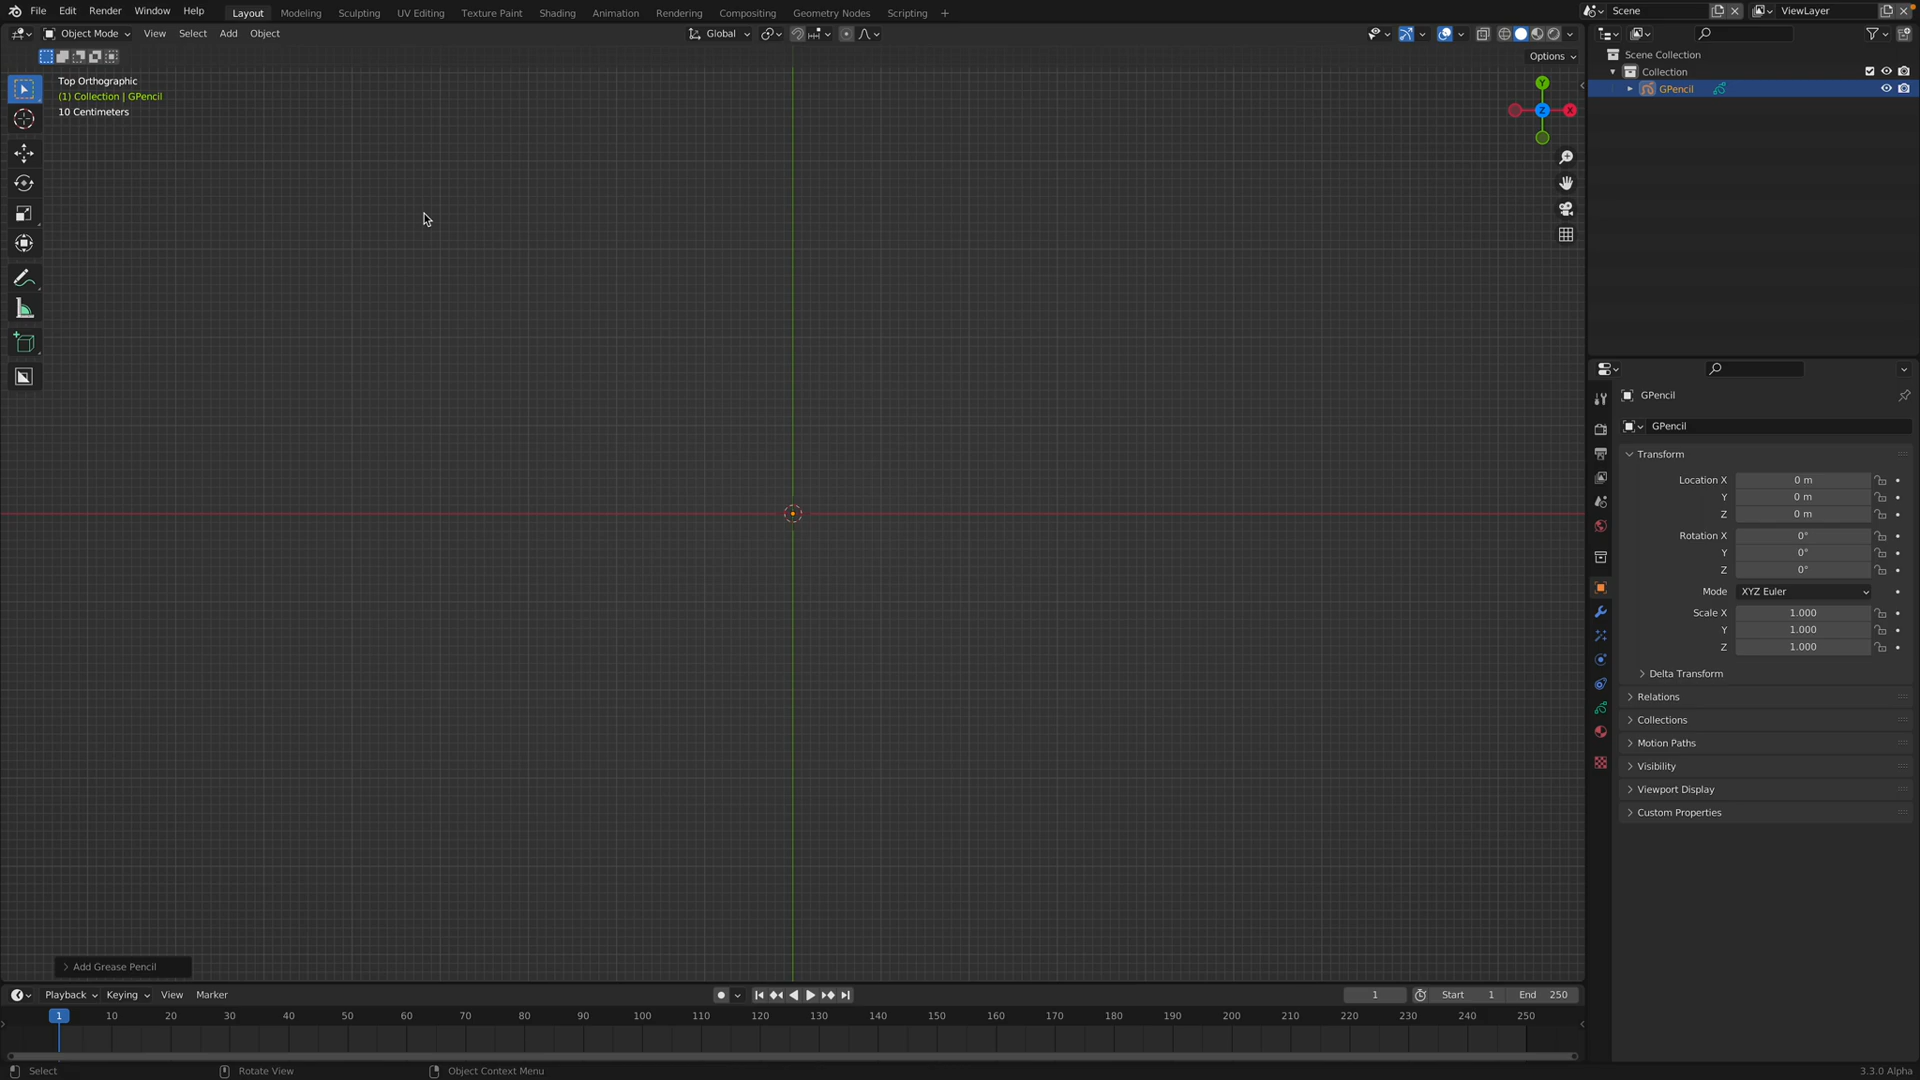 File Edit Render Window Help Layout Modeling Sculpting UV Editing Texture Paint Shading Animation Rendering Compositing Geometry Nodes Scripting + Scene ViewLayer
Object Mode View Select Add Object Global
Options
Top Orthographic
(1) Collection | GPencil
10 Centimeters
Y
Z
X
Scene Collection
Collection
GPencil
GPencil
GPencil
Transform
Location X 0 m
Y 0 m
Z 0 m
Rotation X 0°
Y 0°
Z 0°
Mode XYZ Euler
Scale X 1.000
Y 1.000
Z 1.000
Delta Transform
Relations
Collections
Motion Paths
Visibility
Viewport Display
Custom Properties
Add Grease Pencil
Playback Keying View Marker 1 Start 1 End 250
1 10 20 30 40 50 60 70 80 90 100 110 120 130 140 150 160 170 180 190 200 210 220 230 240 250
Select Rotate View Object Context Menu 3.3.0 Alpha